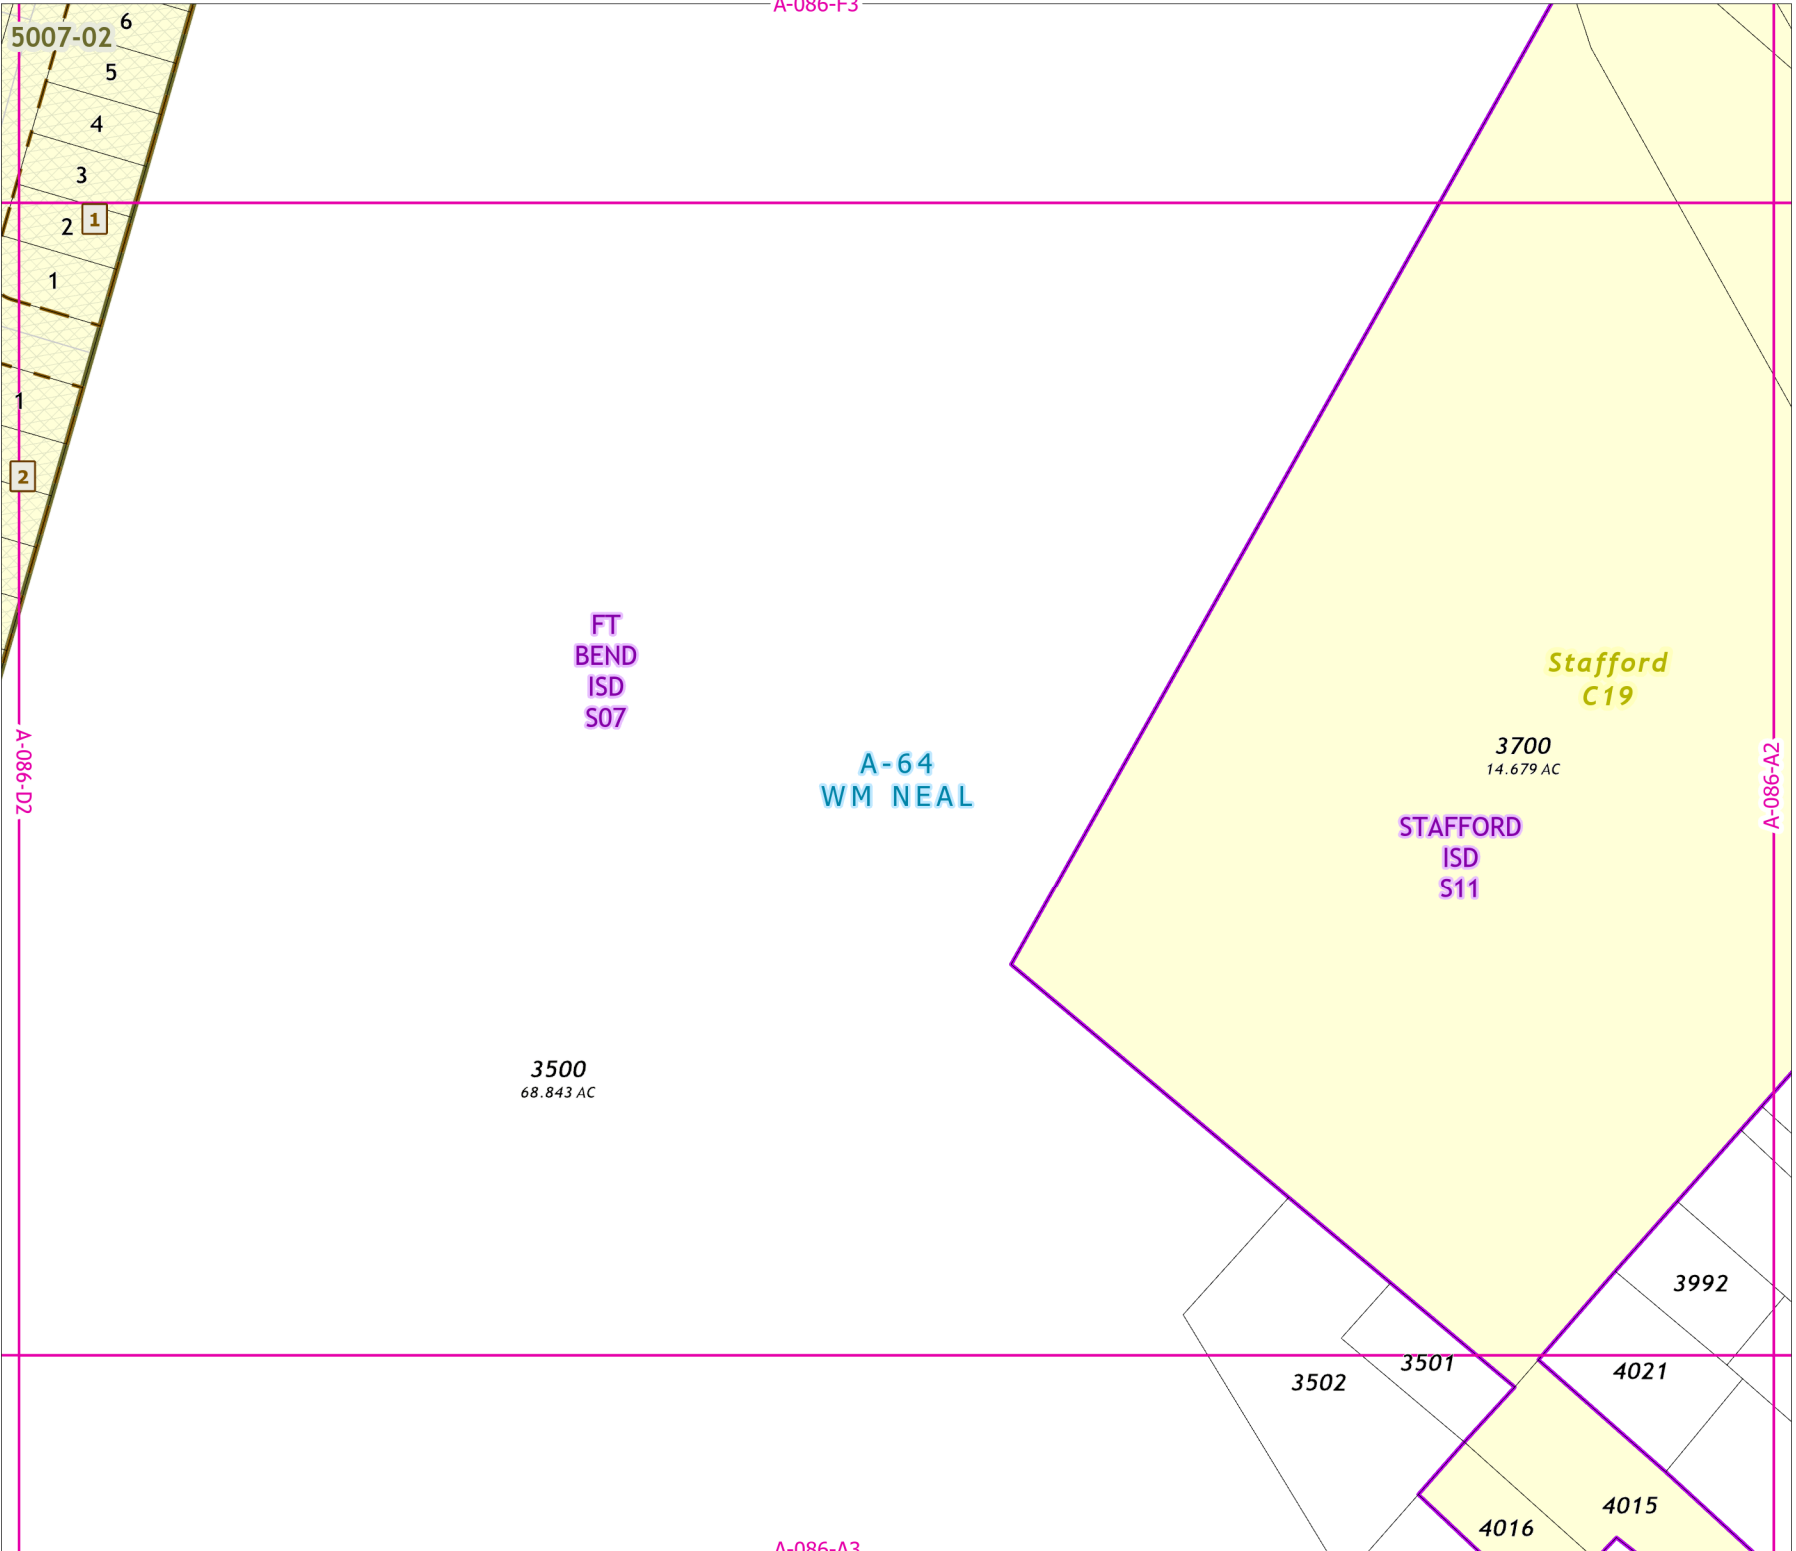 A-086-F3
6
5007-02
5
4
3
2
1
1
1
2
FT
BEND
ISD
S07
Stafford
C19
A-086-D2
A-64
WM NEAL
3700
14.679 AC
A-086-A2
STAFFORD
ISD
S11
3500
68.843 AC
3992
3501
4021
3502
4015
4016
A-086-A3